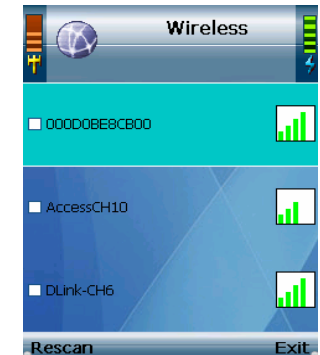 Wireless
000D0BE8CB00
AccessCH10
DLink-CH6
Rescan Exit